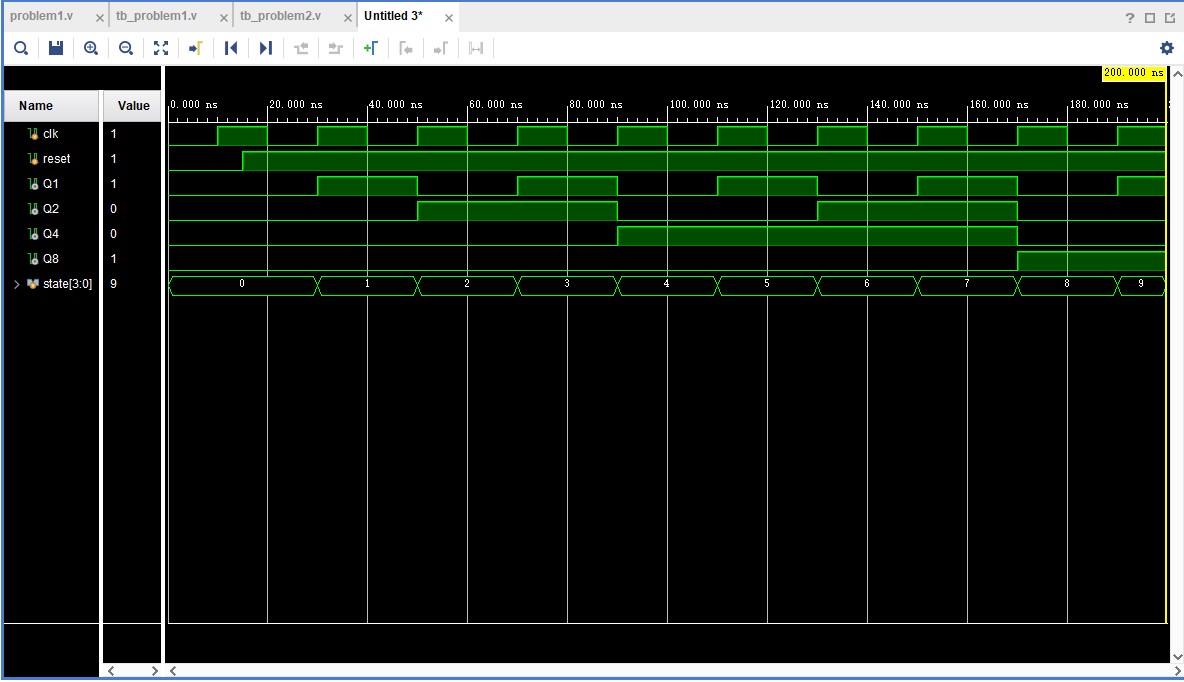 problem1.v × tb_problem1.v × tb_problem2.v × Untitled 3* × ?
200.000 ns
Name Value 0.000 ns 20.000 ns 40.000 ns 60.000 ns 80.000 ns 100.000 ns 120.000 ns 140.000 ns 160.000 ns 180.000 ns
clk 1
reset 1
Q1 1
Q2 0
Q4 0
Q8 1
state[3:0] 9 0 1 2 3 4 5 6 7 8 9